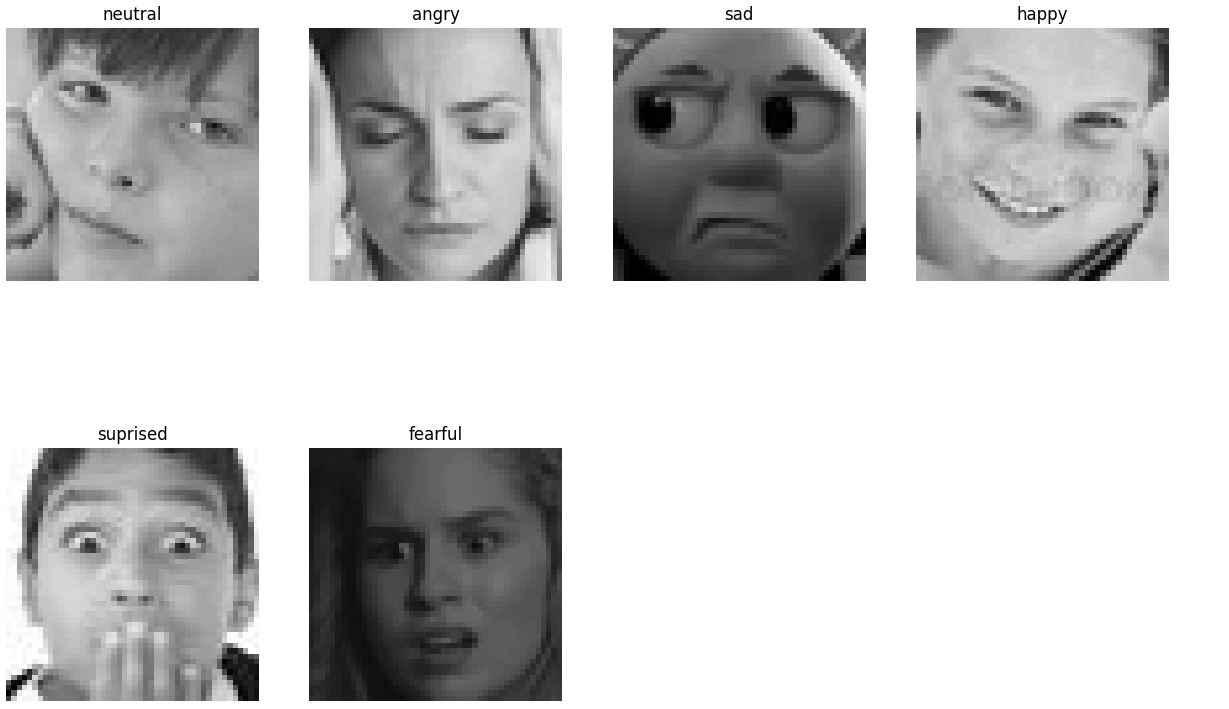 neutral
angry
sad
happy
suprised
fearful